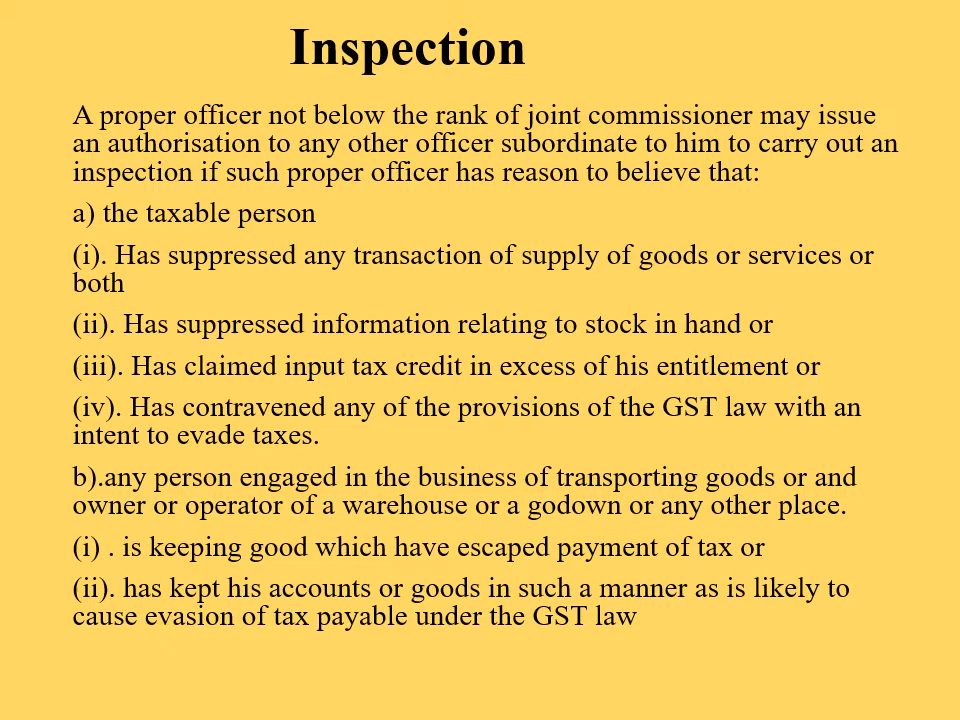 Inspection
A proper officer not below the rank of joint commissioner may issue
an authorisation to any other officer subordinate to him to carry out an
inspection if such proper officer has reason to believe that:
a) the taxable person
(i). Has suppressed any transaction of supply of goods or services or
both
(ii). Has suppressed information relating to stock in hand or
(iii). Has claimed input tax credit in excess of his entitlement or
(iv). Has contravened any of the provisions of the GST law with an
intent to evade taxes.
b).any person engaged in the business of transporting goods or and
owner or operator of a warehouse or a godown or any other place.
(i) . is keeping good which have escaped payment of tax or
(ii). has kept his accounts or goods in such a manner as is likely to
cause evasion of tax payable under the GST law